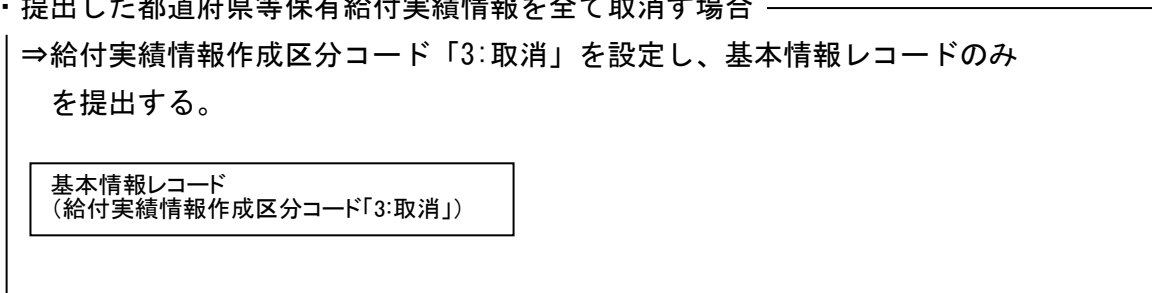 ・提出した都道府県等保有給付実績情報を全て取消す場合
⇒給付実績情報作成区分コード「3:取消」を設定し、基本情報レコードのみ
を提出する。
基本情報レコード
（給付実績情報作成区分コード「3:取消」）